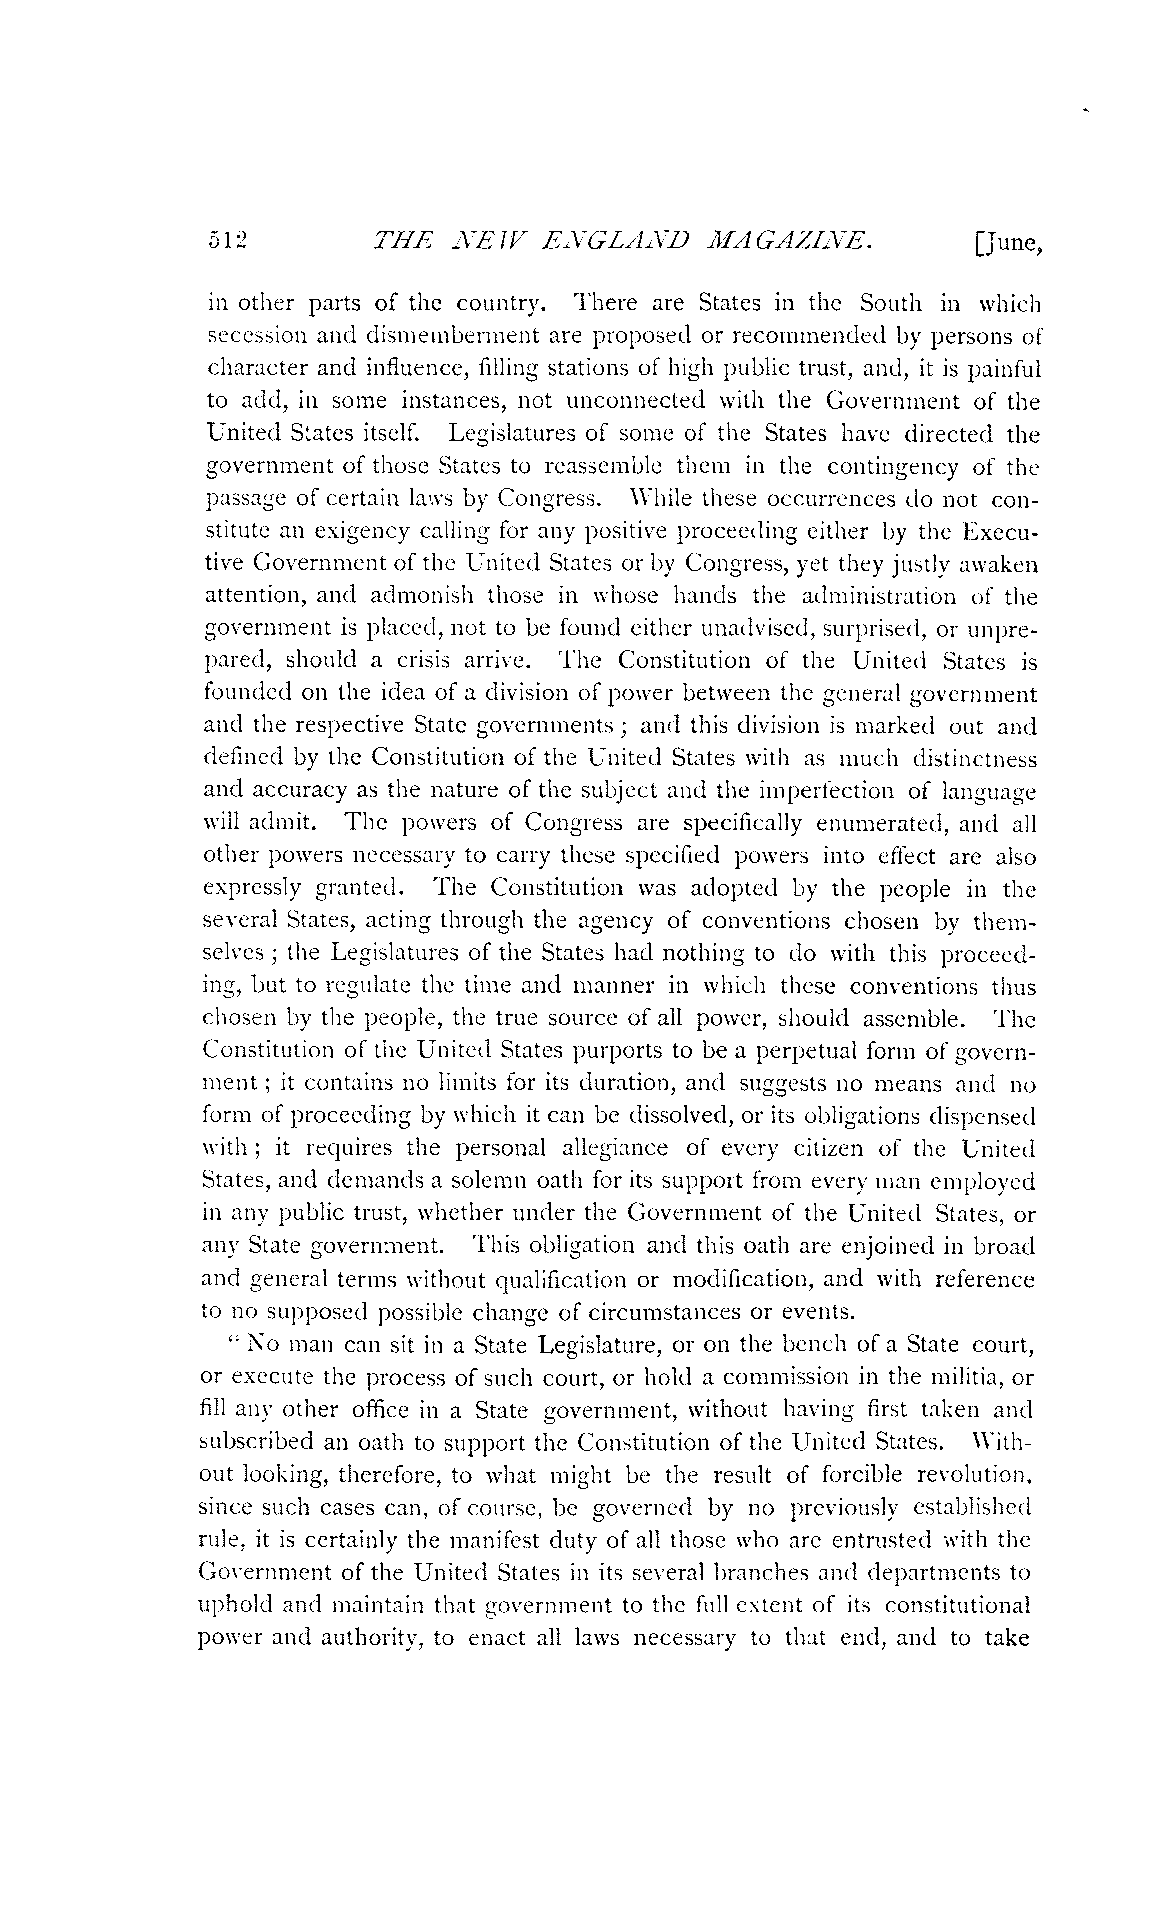 512 THE NEW ENGLAND MAGAZINE. [June,
in other parts of the country. There are States in the South in which
secession and dismemberment are proposed or recommended by persons of
character and influence, filling stations of high public trust, and, it is painful
to add, in some instances, not unconnected with the Government of the
United States itself. Legislatures of some of the States have directed the
government of those States to reassemble them in the contingency of the
passage of certain laws by Congress. While these occurrences do not con-
stitute an exigency calling for any positive proceeding either by the Execu-
tive Government of the United States or by Congress, yet they justly awaken
attention, and admonish those in whose hands the administration of the
government is placed, not to be found either unadvised, surprised, or unpre-
pared, should a crisis arrive. The Constitution of the United States is
founded on the idea of a division of power between the general government
and the respective State governments ; and this division is marked out and
defined by the Constitution of the United States with as much distinctness
and accuracy as the nature of the subject and the imperfection of language
will admit. The powers of Congress are specifically enumerated, and all
other powers necessary to carry these specified powers into effect are also
expressly granted. The Constitution was adopted by the people in the
several States, acting through the agency of conventions chosen by them-
selves ; the Legislatures of the States had nothing to do with this proceed-
ing, but to regulate the time and manner in which these conventions thus
chosen by the people, the true source of all power, should assemble. The
Constitution of the United States purports to be a perpetual form of govern-
ment ; it contains no limits for its duration, and suggests no means and no
form of proceeding by which it can be dissolved, or its obligations dispensed
with ; it requires the personal allegiance of every citizen of the United
States, and demands a solemn oath for its support from every man employed
in any public trust, whether under the Government of the United States, or
any State government. This obligation and this oath are enjoined in broad
and general terms without qualification or modification, and with reference
to no supposed possible change of circumstances or events.
“ No man can sit in a State Legislature, or on the bench of a State court,
or execute the process of such court, or hold a commission in the militia, or
fill any other office in a State government, without having first taken and
subscribed an oath to support the Constitution of the United States. With-
out looking, therefore, to what might be the result of forcible revolution,
since such cases can, of course, be governed by no previously established
rule, it is certainly the manifest duty of all those who are entrusted with the
Government of the United States in its several branches and departments to
uphold and maintain that government to the full extent of its constitutional
power and authority, to enact all laws necessary to that end, and to take